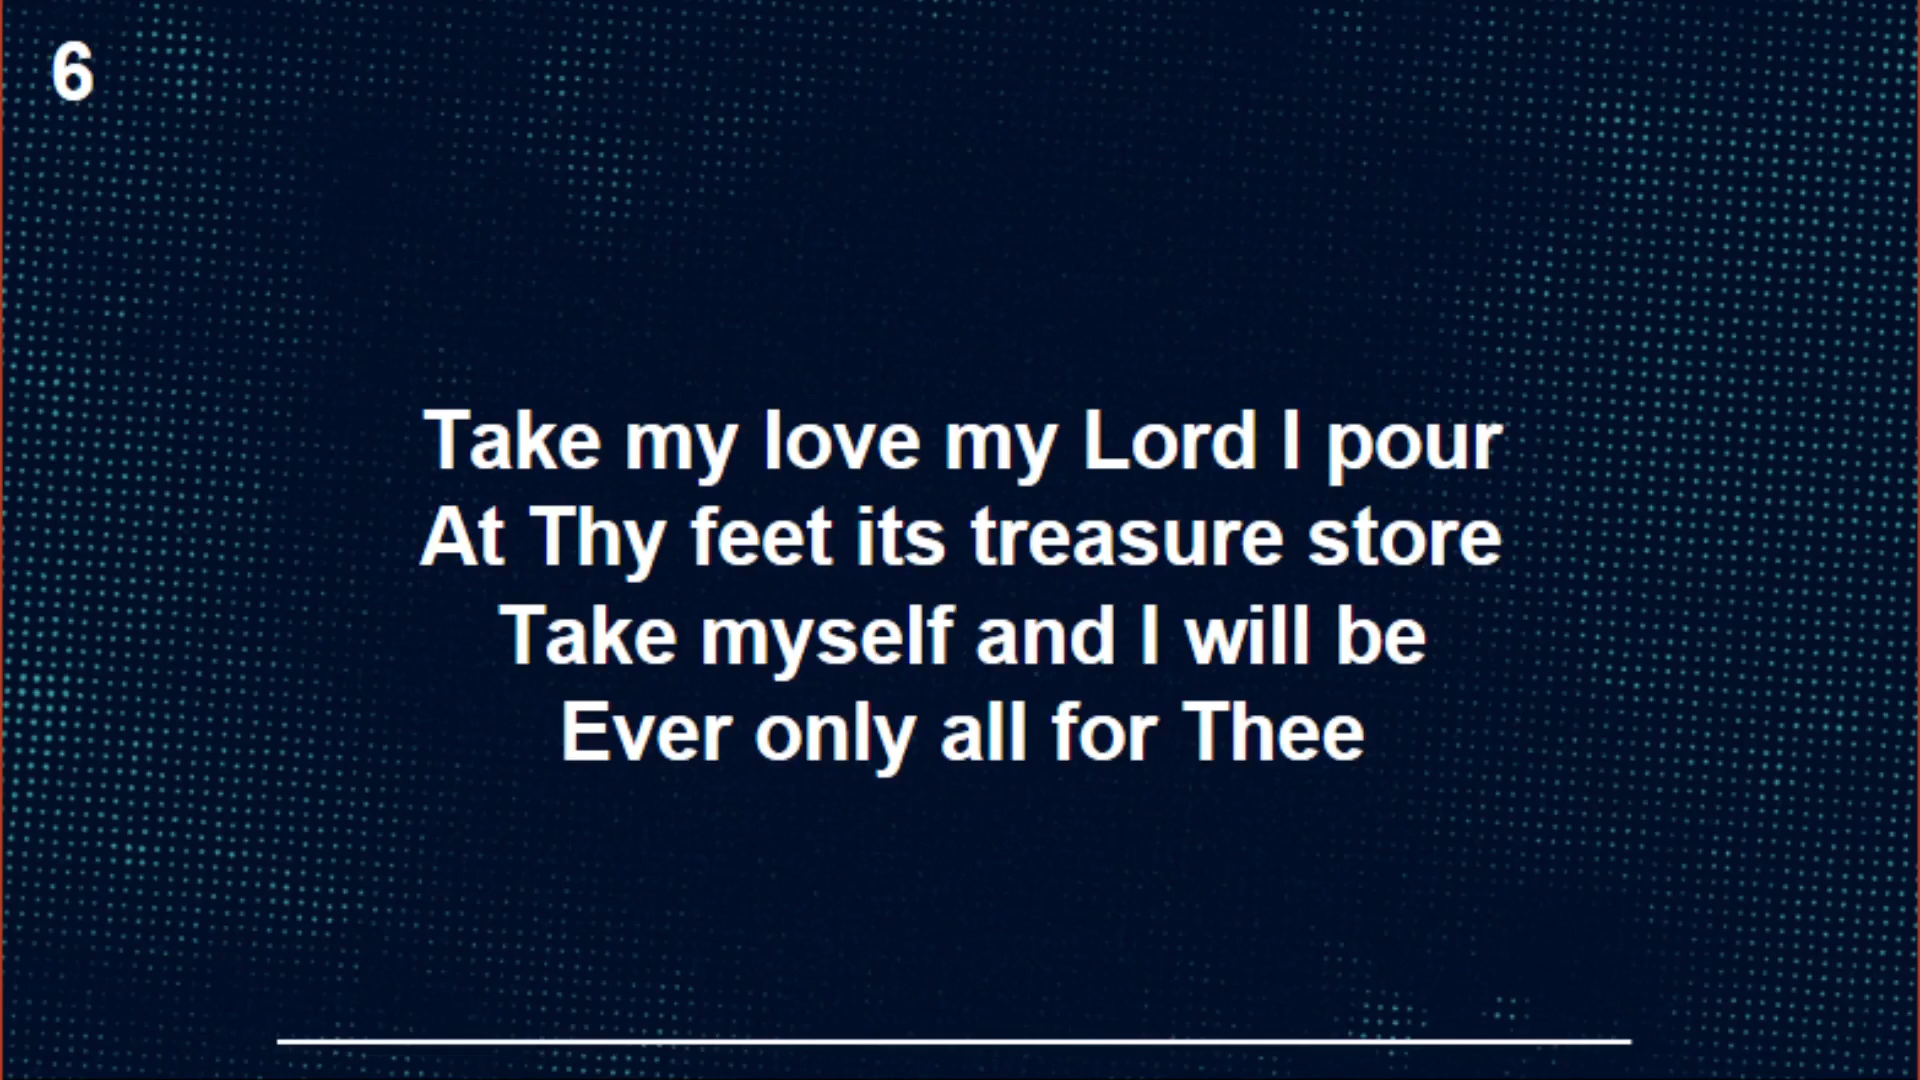 6
Take my love my Lord I pour
At Thy feet its treasure store
Take myself and I will be
Ever only all for Thee